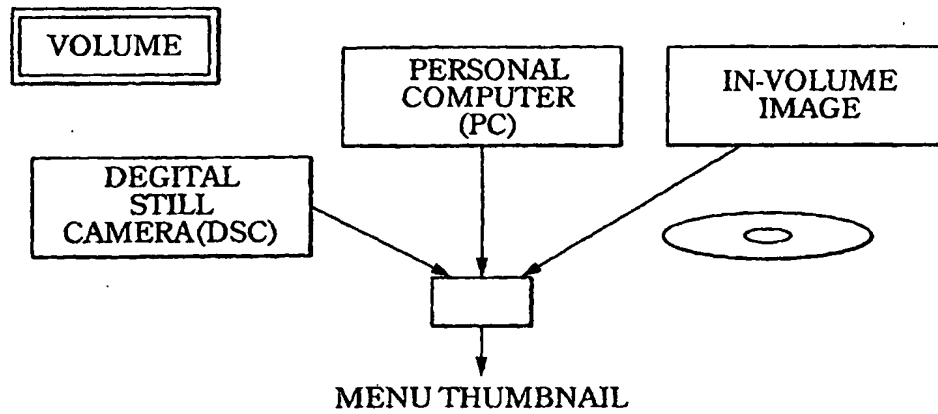 VOLUME
PERSONAL
COMPUTER
(PC)
IN-VOLUME
IMAGE
DEGITAL
STILL
CAMERA(DSC)
MENU THUMBNAIL